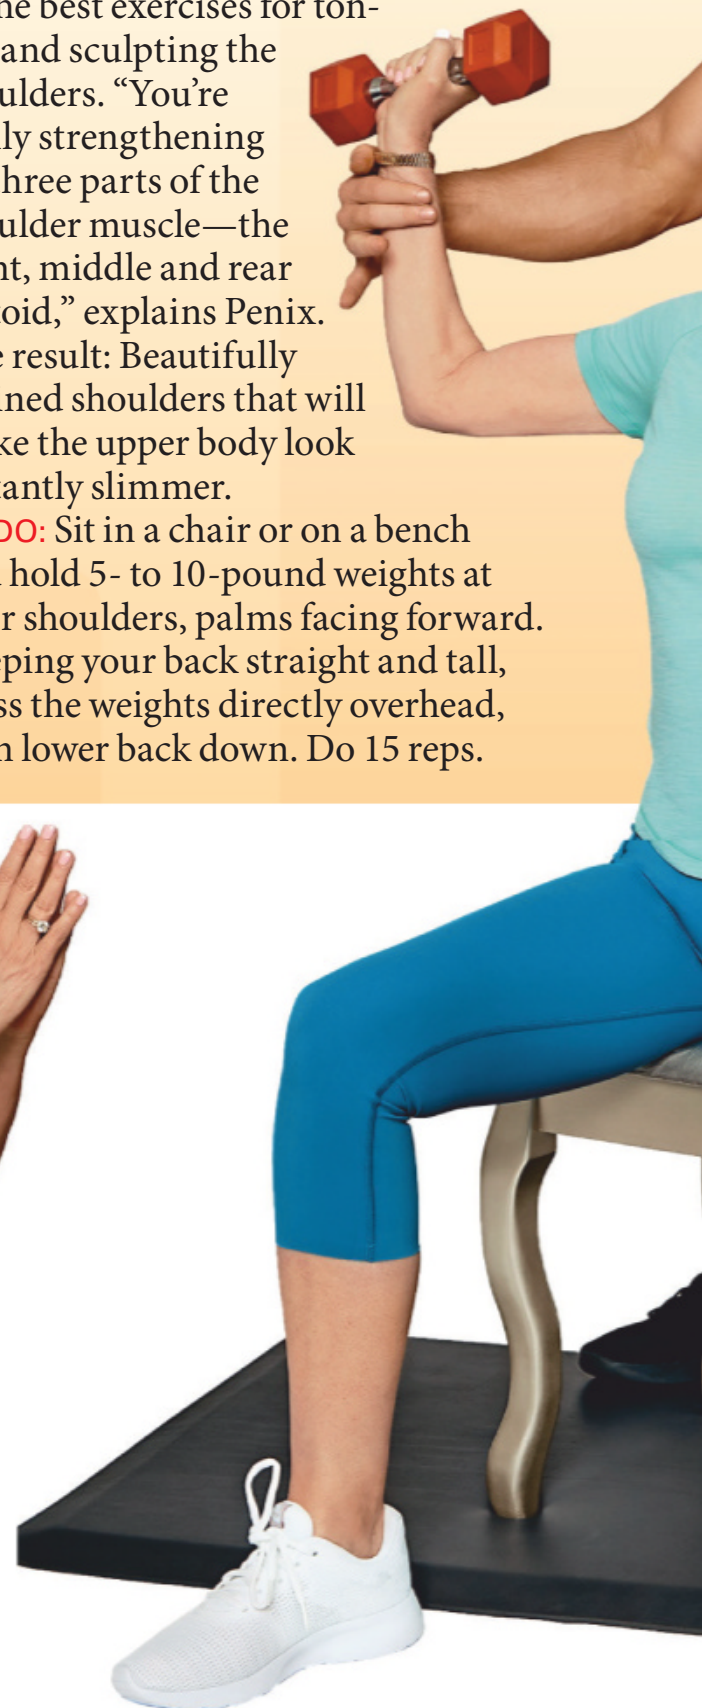 he best exercises for ton-
and sculpting the
ulders. “You’re
ly strengthening
hree parts of the
ulder muscle—the
nt, middle and rear
toid,” explains Penix.
e result: Beautifully
ned shoulders that will
ke the upper body look
tantly slimmer.
DO: Sit in a chair or on a bench
hold 5- to 10-pound weights at
r shoulders, palms facing forward.
eping your back straight and tall,
ss the weights directly overhead,
n lower back down. Do 15 reps.